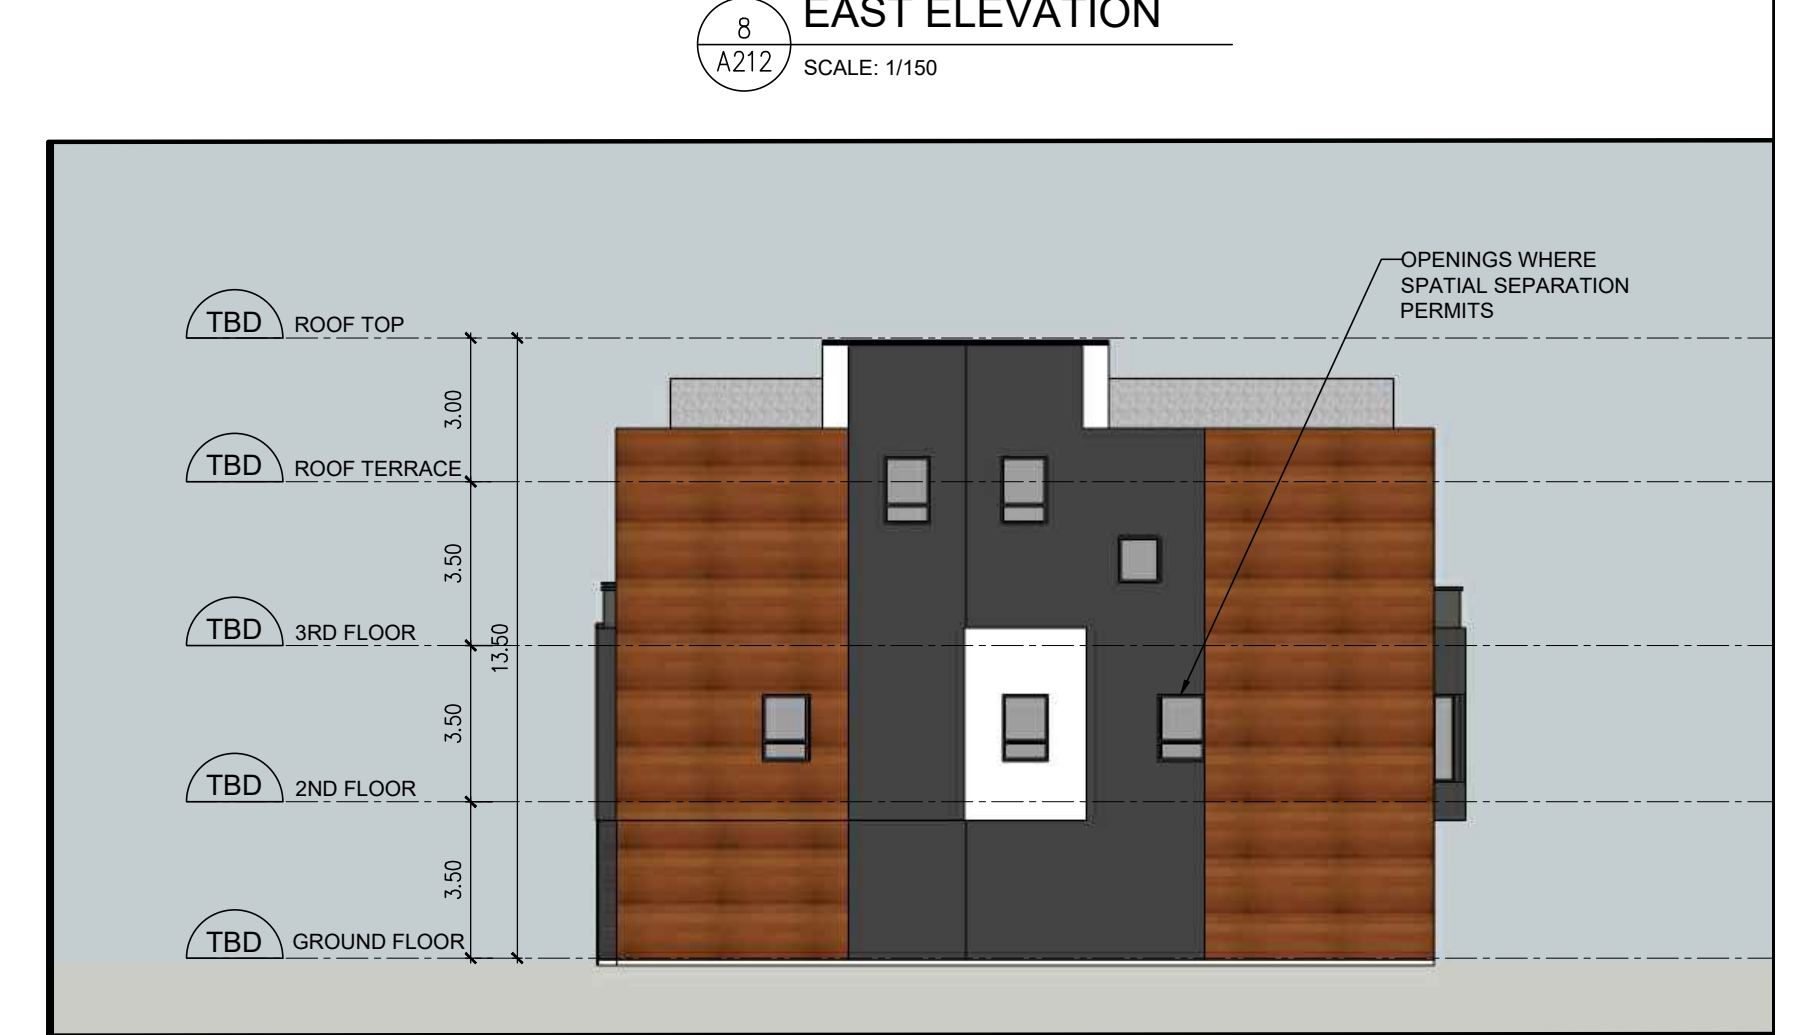 EAST ELEVATION
8
A212
SCALE: 1/150
OPENINGS WHERE
SPATIAL SEPARATION
PERMITS
TBD ROOF TOP
3.00
TBD ROOF TERRACE
3.50
TBD 3RD FLOOR
13.50
3.50
TBD 2ND FLOOR
3.50
TBD GROUND FLOOR